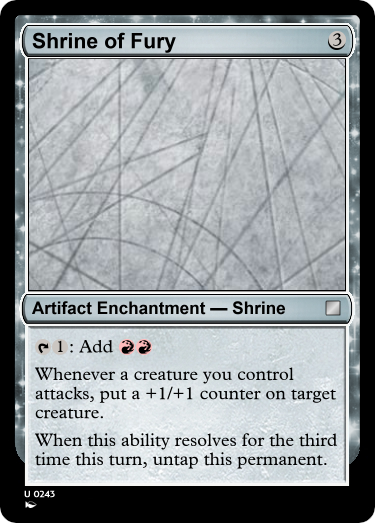 Shrine of Fury 3
Artifact Enchantment — Shrine
1: Add
Whenever a creature you control
attacks, put a +1/+1 counter on target
creature.
When this ability resolves for the third
time this turn, untap this permanent.
U 0243